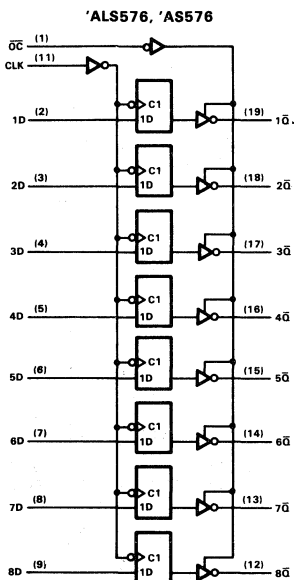 'ALS576, 'AS576
O̅C̅ (1)
CLK (11)
C1
1D (2) 1D (19) 1Q̅.
C1
2D (3) 1D (18) 2Q̅
C1
3D (4) 1D (17) 3Q̅
C1
4D (5) 1D (16) 4Q̅
C1
5D (6) 1D (15) 5Q̅
C1
6D (7) 1D (14) 6Q̅
C1
7D (8) 1D (13) 7Q̅
C1
8D (9) 1D (12) 8Q̅